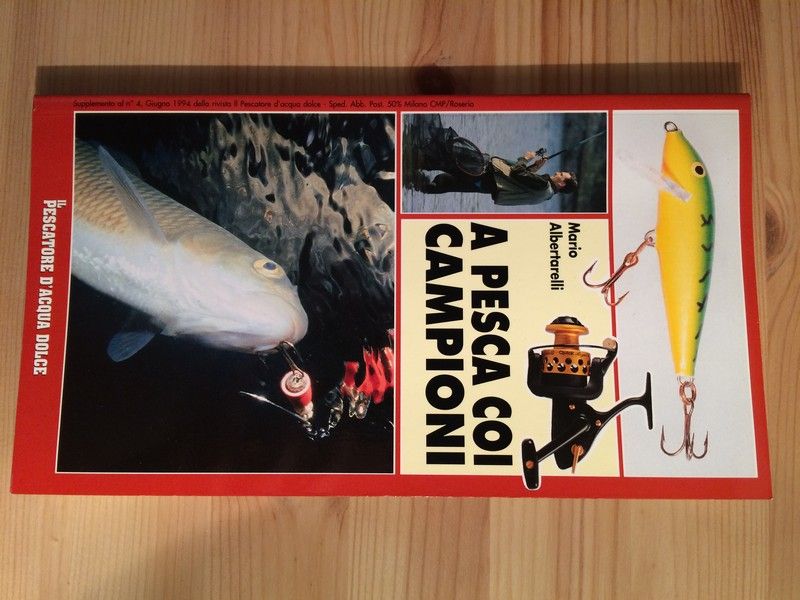 Mario
Albertarelli
A PESCA COI
CAMPIONI
IL
PESCATORE D'ACQUA DOLCE
Supplemento al n° 4, Giugno 1994 della rivista Il Pescatore d'acqua dolce - Sped. Abb. Post. 50% Milano CMP/Roserio